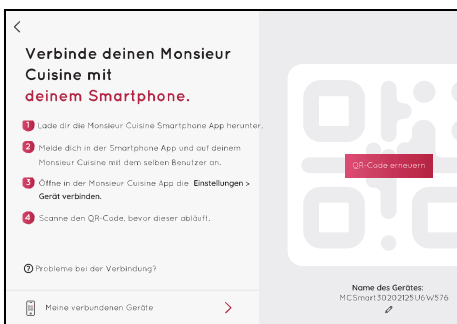 Verbinde deinen Monsieur
Cuisine mit
deinem Smartphone.
1 Lade dir die Monsieur Cuisine Smartphone App herunter.
2 Melde dich in der Smartphone App und auf deinem
Monsieur Cuisine mit dem selben Benutzer an.
3 Öffne in der Monsieur Cuisine App die Einstellungen >
Gerät verbinden.
4 Scanne den QR-Code, bevor dieser abläuft.
? Probleme bei der Verbindung?
Meine verbundenen Geräte
QR-Code erneuern
Name des Gerätes:
MCSmart30202125U6W576